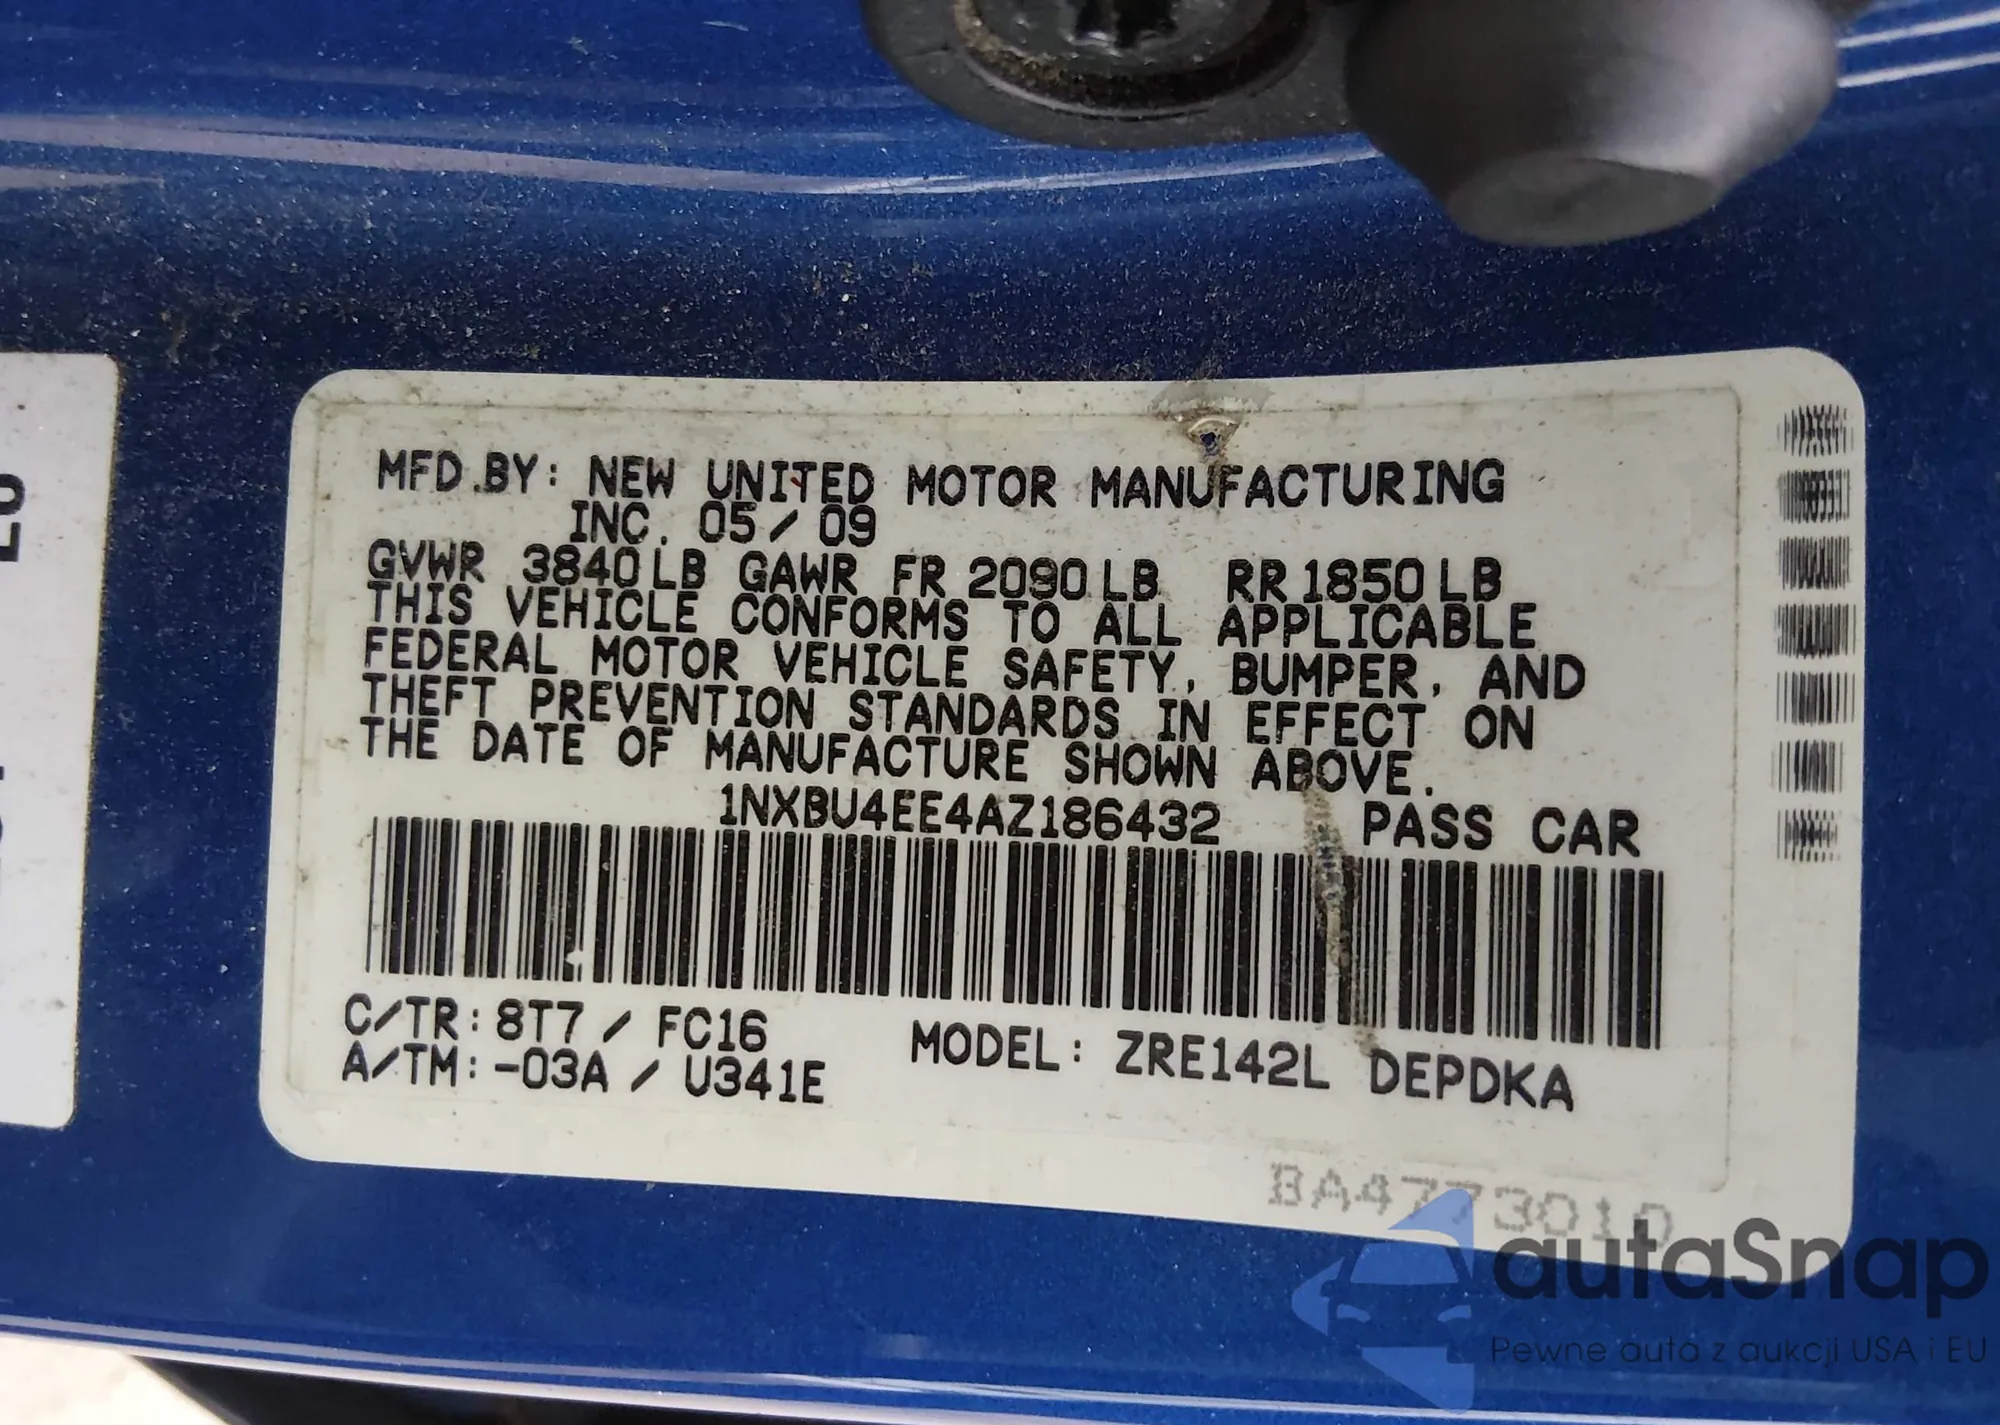 MFD.BY: NEW UNITED MOTOR MANUFACTURING
INC. 05/09
GVWR 3840LB GAWR FR 2090LB RR1850LB
THIS VEHICLE CONFORMS TO ALL APPLICABLE
FEDERAL MOTOR VEHICLE SAFETY, BUMPER, AND
THEFT PREVENTION STANDARDS IN EFFECT ON
THE DATE OF MANUFACTURE SHOWN ABOVE.
1NXBU4EE4AZ186432 PASS CAR
C/TR: 8T7 / FC16
A/TM: -03A / U341E
MODEL: ZRE142L DEPDKA
BA4773010
autaSnap
Pewne auta z aukcji USA i EU